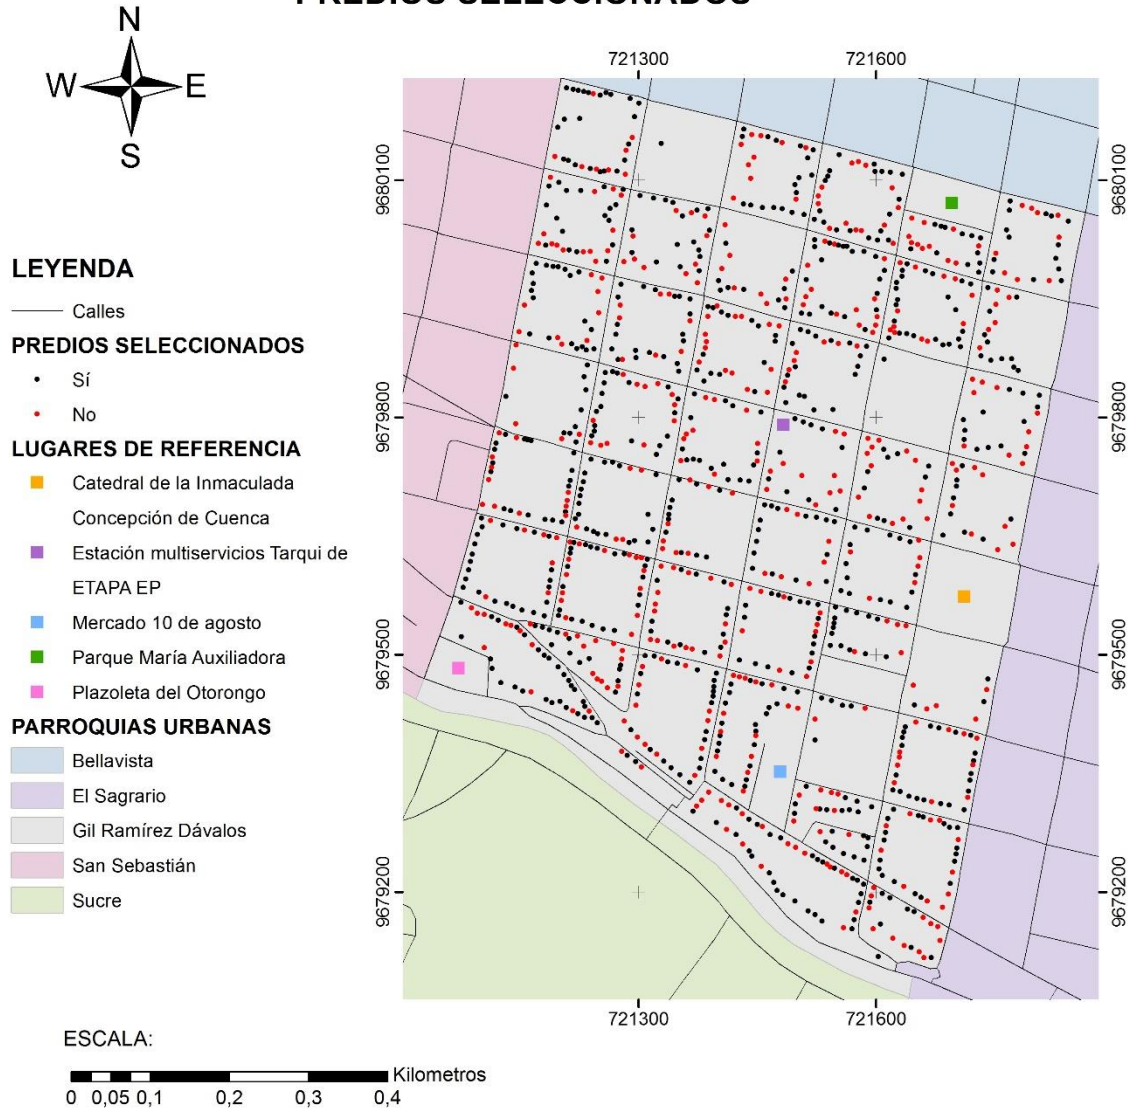 PREDIOS SELECCIONADOS
N
W E
S
721300 721600
9680100 9680100
9679800 9679800
9679500 9679500
9679200 9679200
721300 721600
LEYENDA
Calles
PREDIOS SELECCIONADOS
Sí
No
LUGARES DE REFERENCIA
Catedral de la Inmaculada
Concepción de Cuenca
Estación multiservicios Tarqui de
ETAPA EP
Mercado 10 de agosto
Parque María Auxiliadora
Plazoleta del Otorongo
PARROQUIAS URBANAS
Bellavista
El Sagrario
Gil Ramírez Dávalos
San Sebastián
Sucre
ESCALA:
Kilometros
0 0,05 0,1 0,2 0,3 0,4